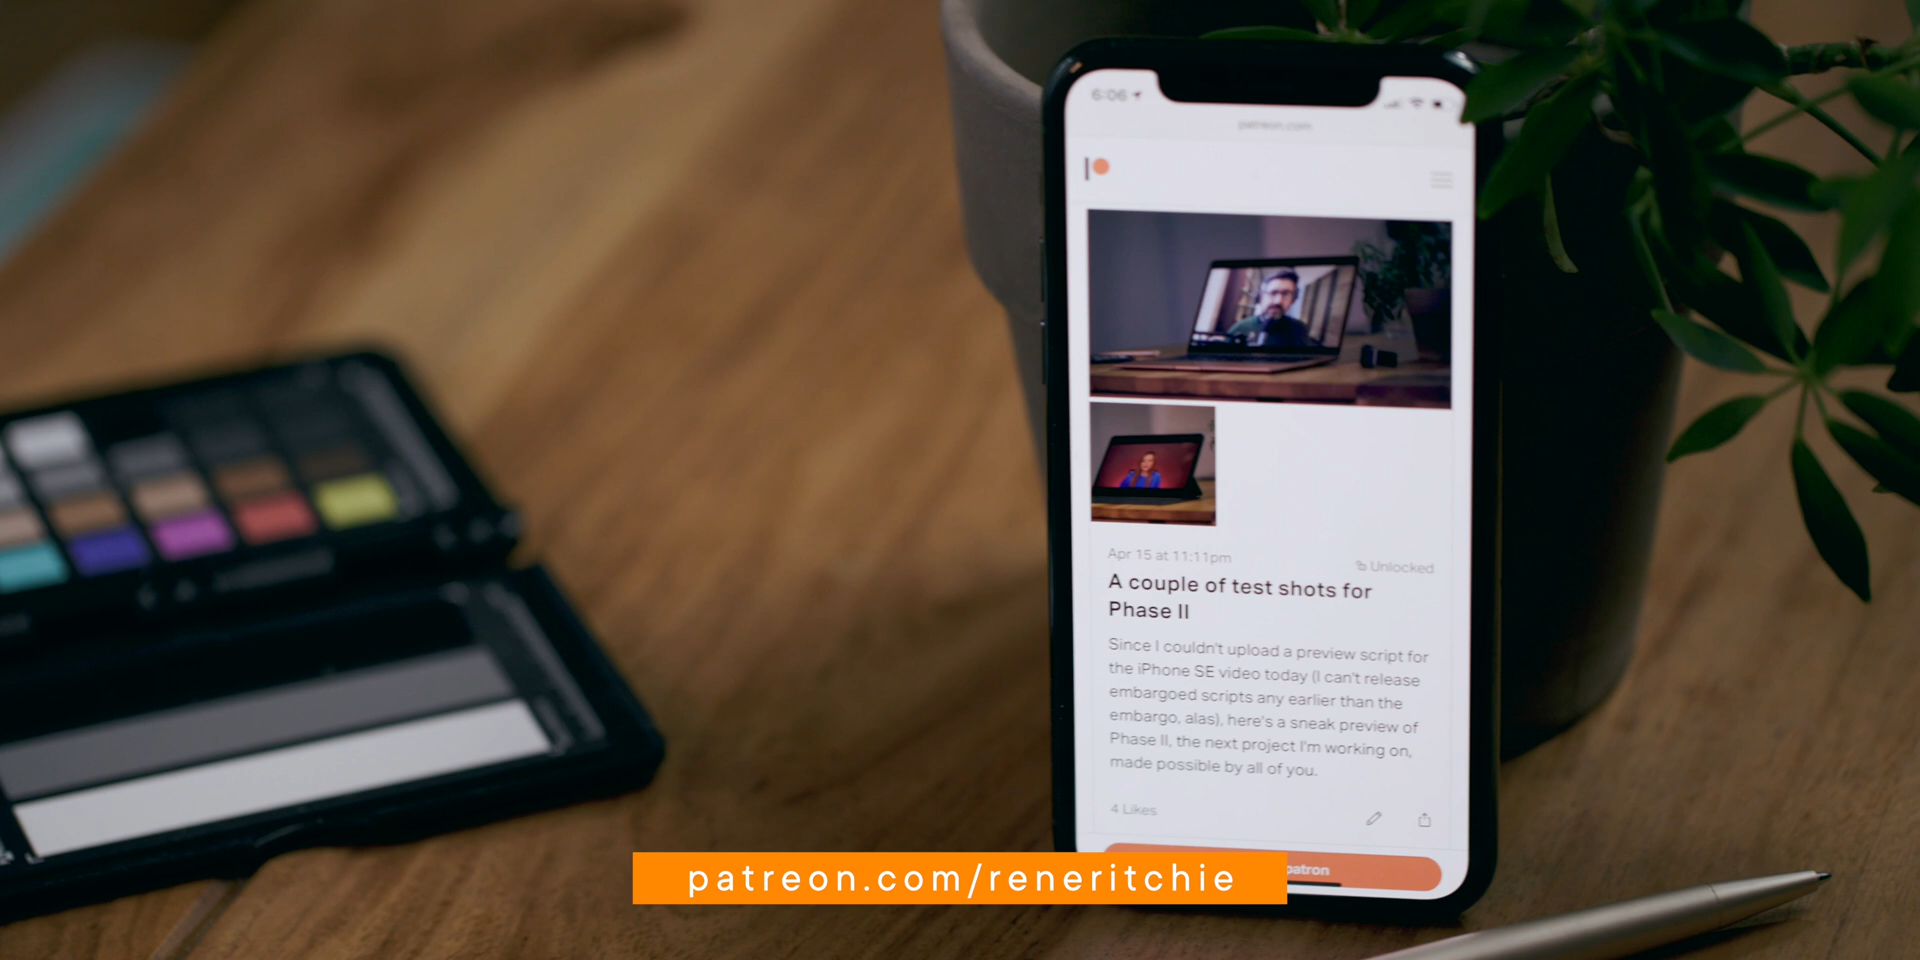 6:06
patreon.com
Apr 15 at 11:11pm
Unlocked
A couple of test shots for
Phase II
Since I couldn't upload a preview script for
the iPhone SE video today (I can't release
embargoed scripts any earlier than the
embargo, alas), here's a sneak preview of
Phase II, the next project I'm working on,
made possible by all of you.
4 Likes
patron
patreon.com/reneritchie